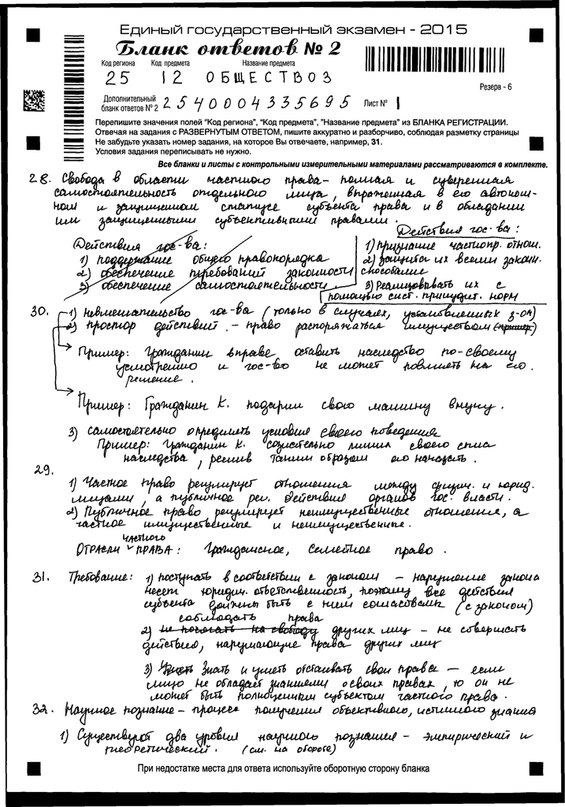 Единый государственный экзамен - 2015
Бланк ответов № 2
Код региона Код предмета Название предмета
25 12 ОБЩЕСТВОЗ
Резерв - 6
Дополнительный
бланк ответов № 2 2540004335695 Лист № 1
Перепишите значения полей "Код региона", "Код предмета", "Название предмета" из БЛАНКА РЕГИСТРАЦИИ.
Отвечая на задания с РАЗВЕРНУТЫМ ОТВЕТОМ, пишите аккуратно и разборчиво, соблюдая разметку страницы
Не забудьте указать номер задания, на которое Вы отвечаете, например, 31.
Условия задания переписывать не нужно.
Все бланки и листы с контрольными измерительными материалами рассматриваются в комплекте.
28. Свобода в области частного права - полная и суверенная
самостоятельность отдельного лица, выраженная в его автоном-
ном и защищенном статусе субъекта права и в обладании
им защищенными субъективными правами.
Действия гос-ва:
1) поддержание общего правопорядка
2) обеспечение требований законности
3) обеспечение самостоятельности
Действия гос-ва:
1) признание частнопр. отнош.
2) защита их всеми закон.
способами
3) Реализовывать их с
помощью сист. принудит. норм
30. 1) невмешательство гос-ва (только в случаях, установленных з-ом)
2) простор действий - право распоряжаться имуществом
Пример: Гражданин вправе оставить наследство по-своему
усмотрению и гос-во не может повлиять на его
решение.
Пример: Гражданин К. подарил свою машину внуку.
3) самостоятельно определять условия своего поведения
Пример: Гражданин К. сознательно лишил своего сына
наследства, решив таким образом его наказать.
29.
1) Частное право регулирует отношения между физич. и юрид.
лицами, а публичное рег. действия органов гос. власти.
2) Публичное право регулирует неимущественные отношения, а
частное имущественные и неимущественные.
ОТРАСЛИ ЧАСТНОГО ПРАВА: Гражданское, Семейное право.
31. Требование: 1) поступать в соответствии с законом - нарушение закона
несет юридич. ответственность, поэтому все действия
субъекта должны быть с ним согласованы (с законом)
соблюдать права
2) не посягать на свободу других лиц - не совершать
действия, нарушающие права других лиц
3) Знать и уметь отстаивать свои права - если
лицо не обладает знаниями о своих правах, то он не
может быть полноценным субъектом частного права.
32. Научное познание - процесс получения объективного, истинного знания
1) Существуют два уровня научного познания - эмпирический и
теоретический. (см. на обороте)
При недостатке места для ответа используйте оборотную сторону бланка